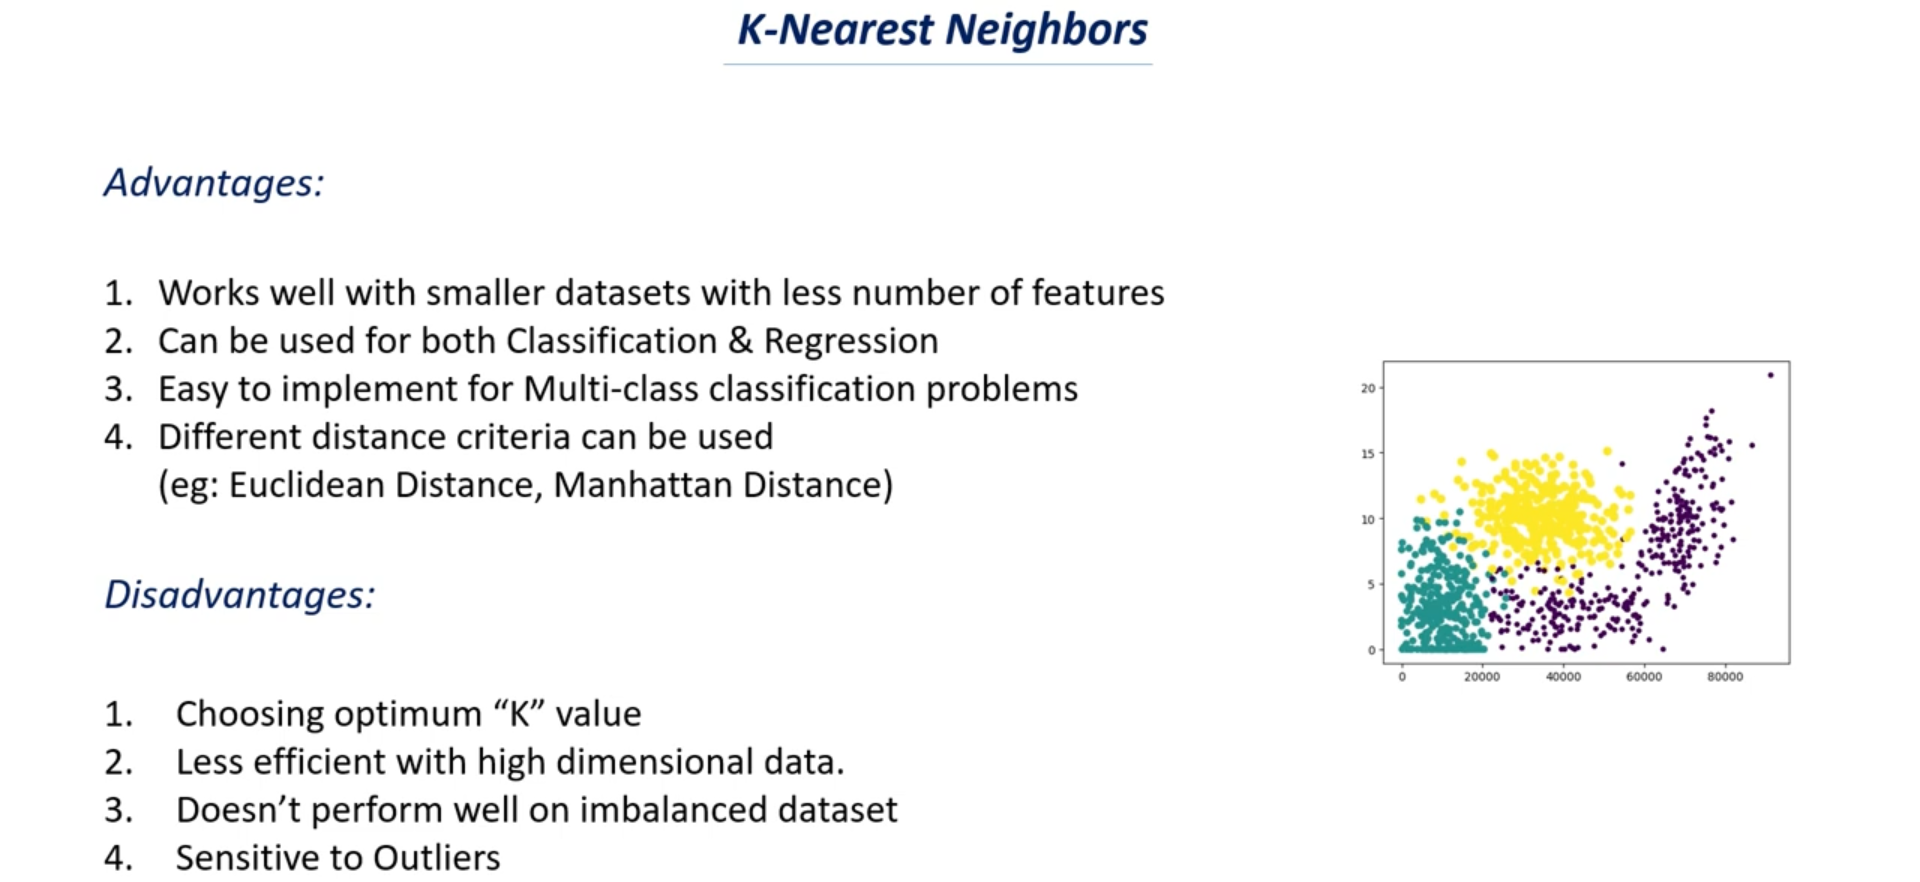 K-Nearest Neighbors
Advantages:
1. Works well with smaller datasets with less number of features
2. Can be used for both Classification & Regression
3. Easy to implement for Multi-class classification problems
4. Different distance criteria can be used
(eg: Euclidean Distance, Manhattan Distance)
20
15
10
5
0
0 20000 40000 60000 80000
Disadvantages:
1. Choosing optimum “K” value
2. Less efficient with high dimensional data.
3. Doesn’t perform well on imbalanced dataset
4. Sensitive to Outliers